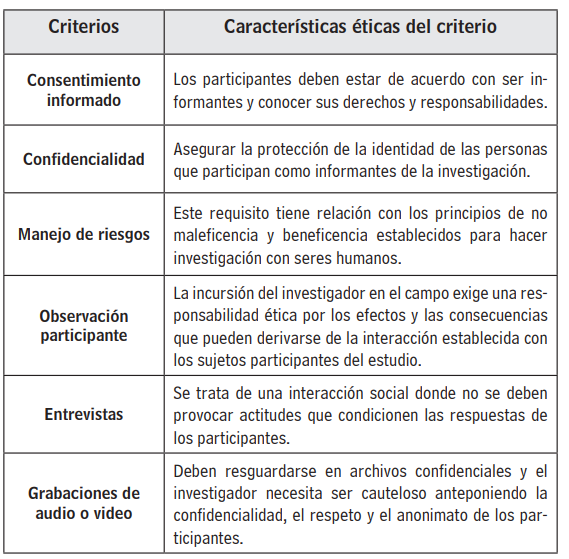 Criterios
Características éticas del criterio
Consentimiento
informado
Los participantes deben estar de acuerdo con ser in-
formantes y conocer sus derechos y responsabilidades.
Confidencialidad
Asegurar la protección de la identidad de las personas
que participan como informantes de la investigación.
Manejo de riesgos
Este requisito tiene relación con los principios de no
maleficencia y beneficencia establecidos para hacer
investigación con seres humanos.
Observación
participante
La incursión del investigador en el campo exige una res-
ponsabilidad ética por los efectos y las consecuencias
que pueden derivarse de la interacción establecida con
los sujetos participantes del estudio.
Entrevistas
Se trata de una interacción social donde no se deben
provocar actitudes que condicionen las respuestas de
los participantes.
Grabaciones de
audio o video
Deben resguardarse en archivos confidenciales y el
investigador necesita ser cauteloso anteponiendo la
confidencialidad, el respeto y el anonimato de los par-
ticipantes.